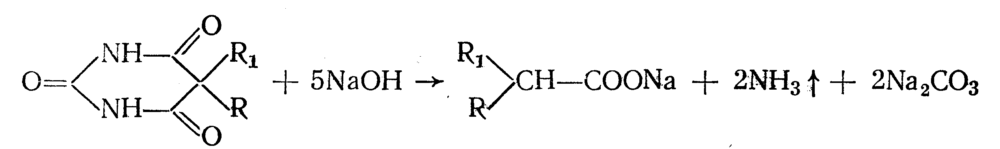 O
NH R₁ R₁
O= + 5NaOH → CH—COONa + 2NH₃↑ + 2Na₂CO₃
NH R R
O